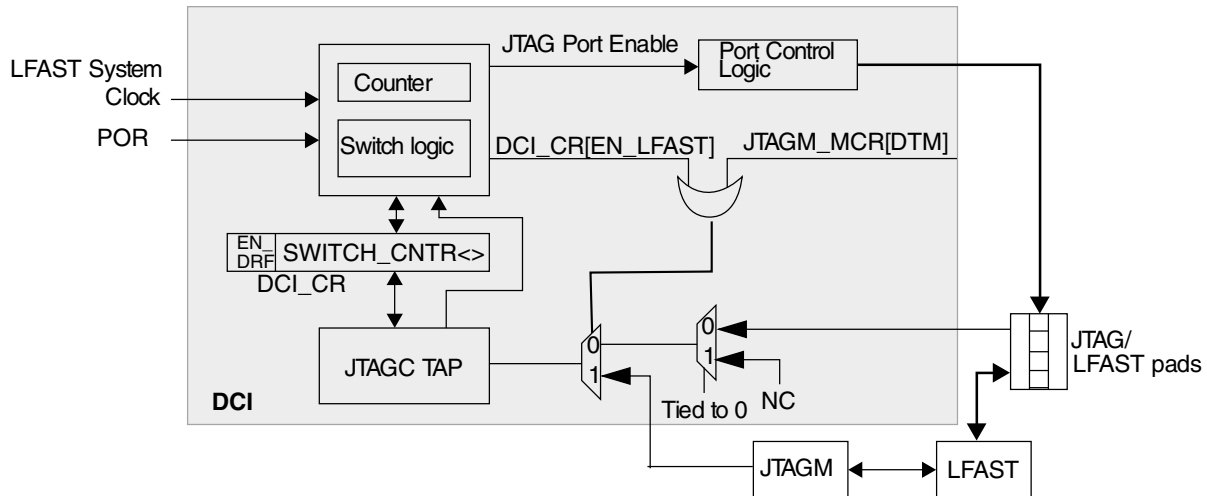 LFAST System
Clock
POR
Counter
Switch logic
JTAG Port Enable
Port Control
Logic
DCI_CR[EN_LFAST]
JTAGM_MCR[DTM]
EN_
DRF
SWITCH_CNTR<>
DCI_CR
JTAGC TAP
0
1
0
1
Tied to 0
NC
DCI
JTAG/
LFAST pads
JTAGM
LFAST